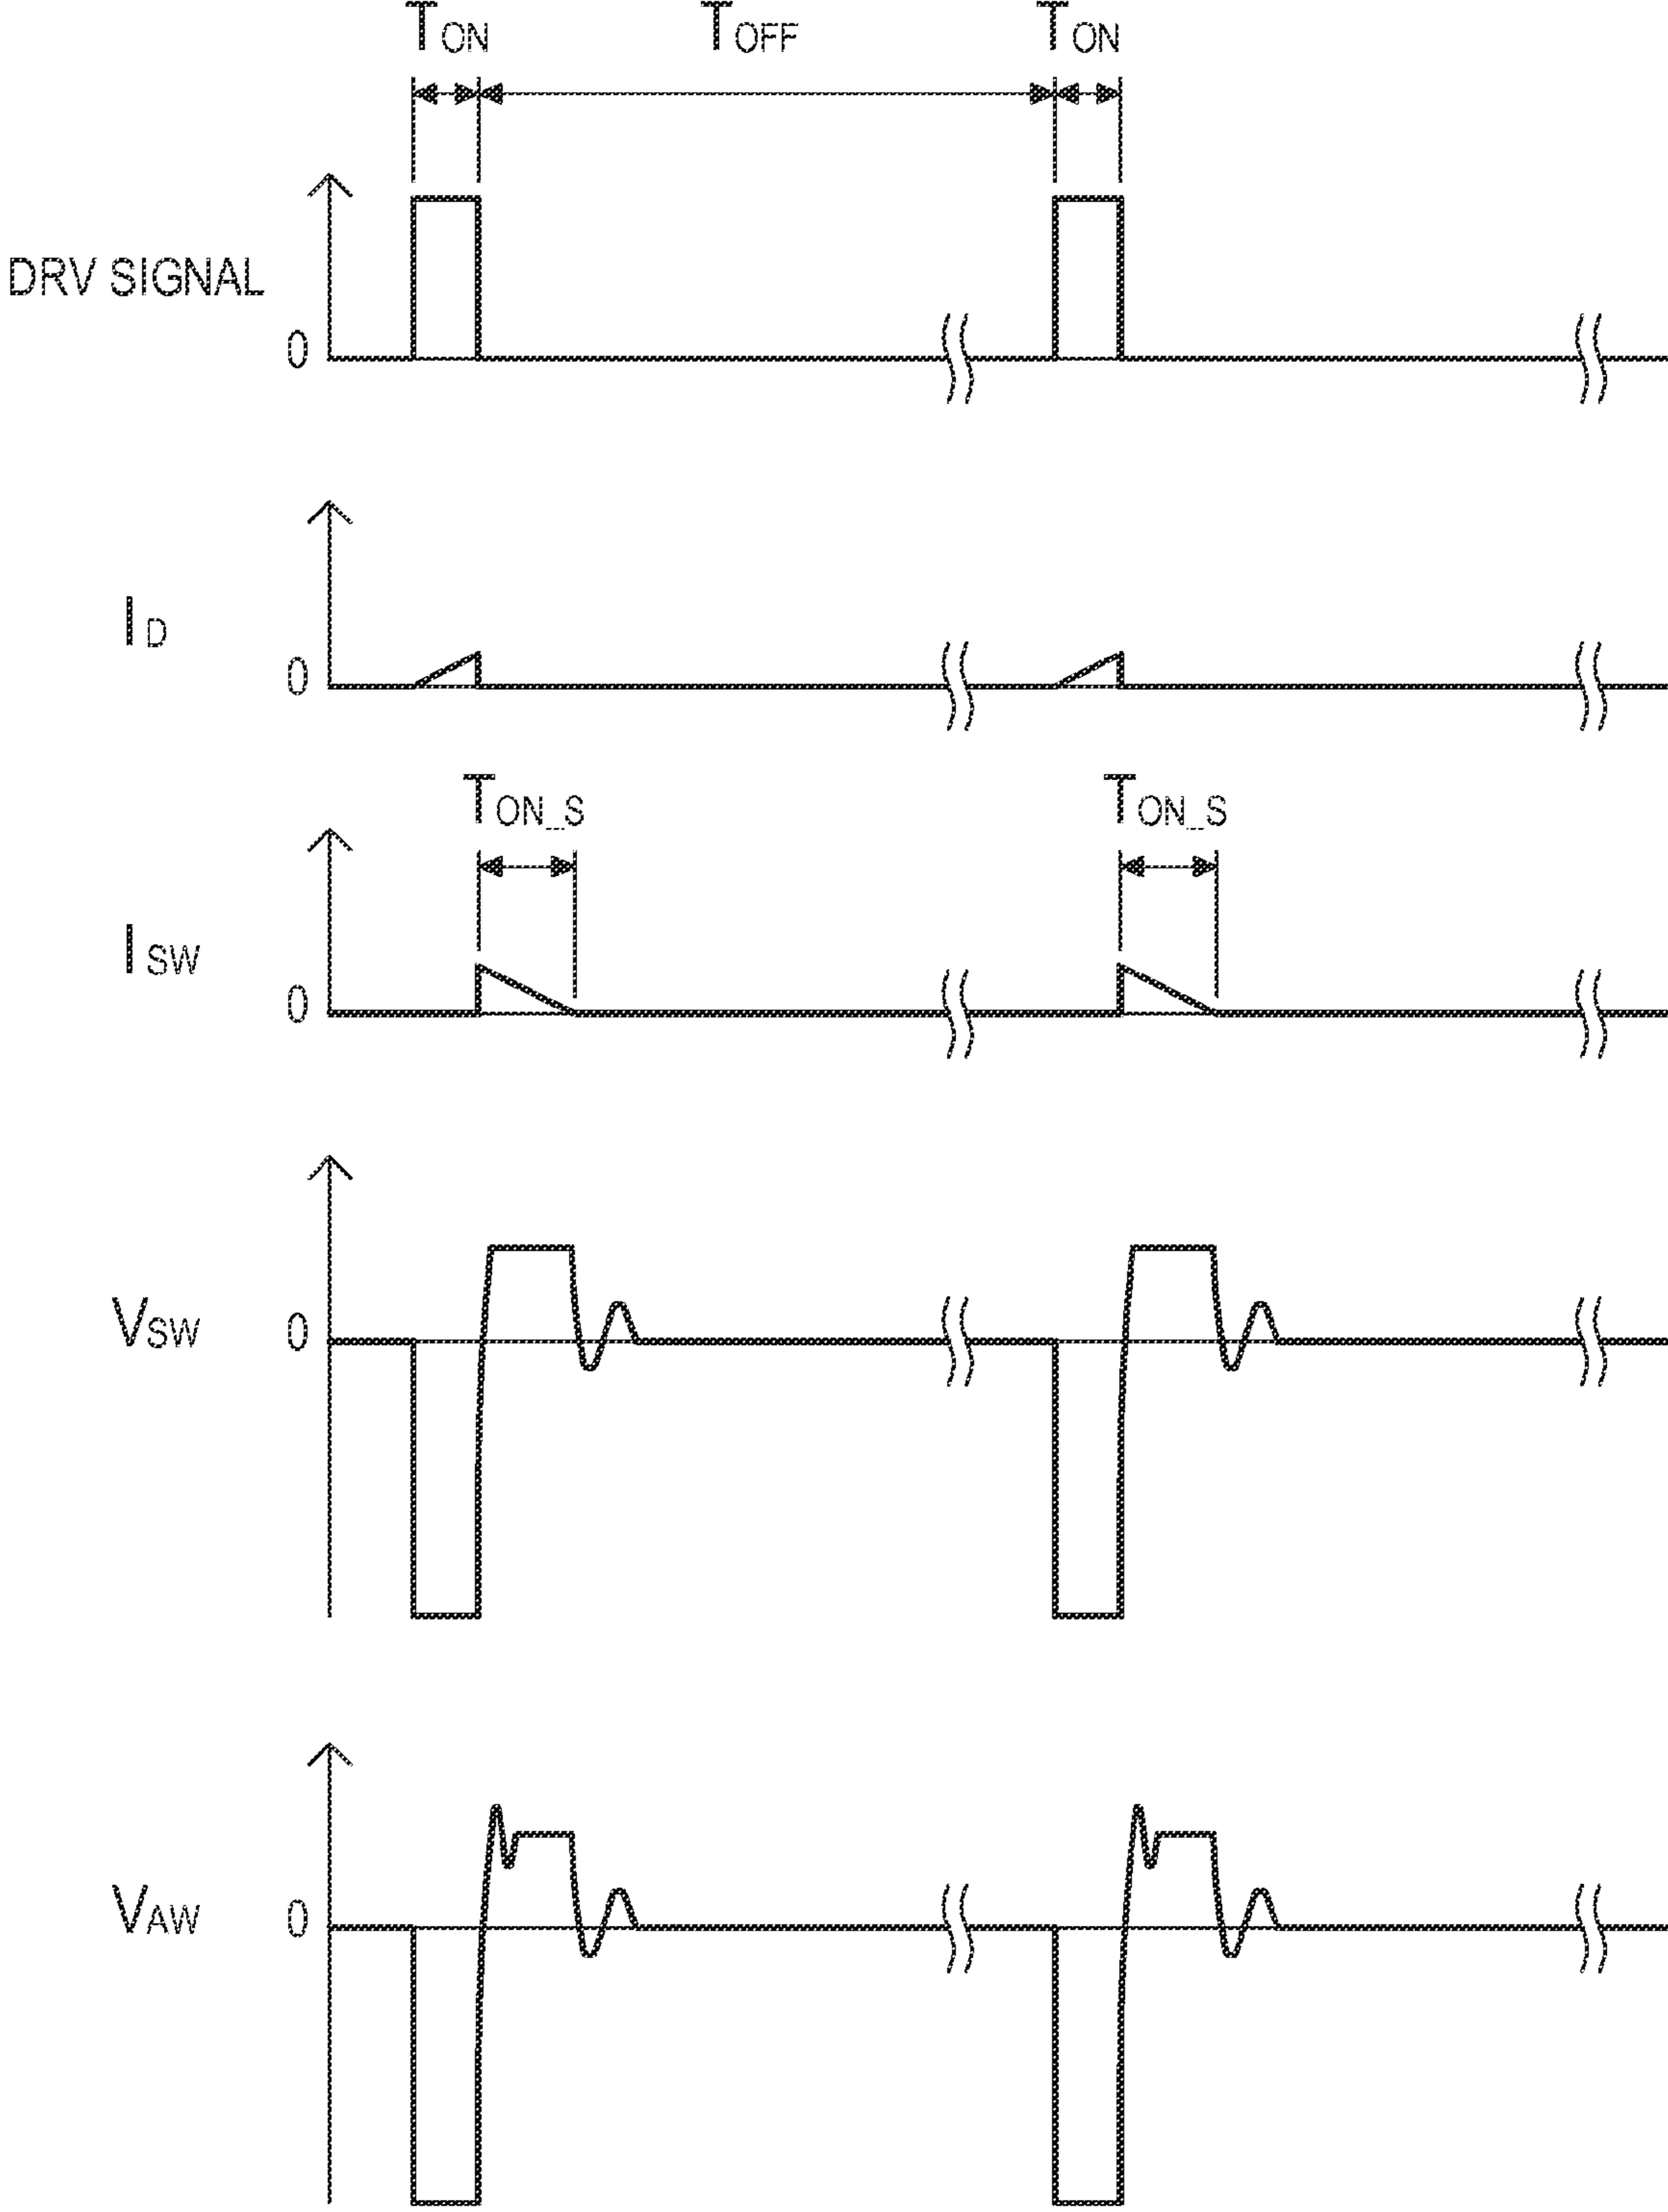 TON TOFF TON
DRV SIGNAL
0
ID
0
TON_S TON_S
ISW
0
VSW 0
VAW 0